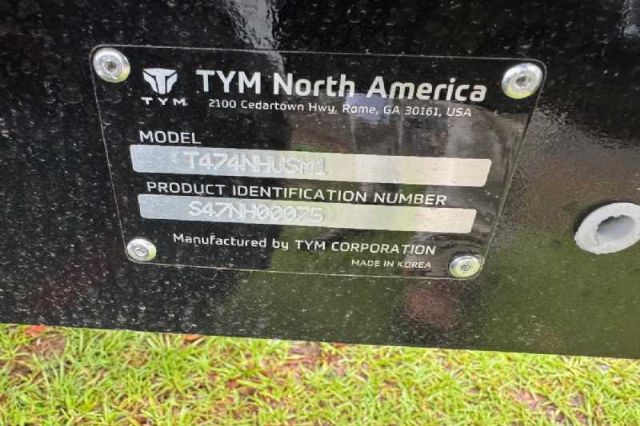 TYM North America
TYM
2100 Cedartown Hwy, Rome, GA 30161, USA
MODEL
T474NHUSM1
PRODUCT IDENTIFICATION NUMBER
S47NH00075
Manufactured by TYM CORPORATION
MADE IN KOREA